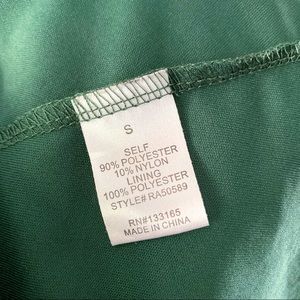 S
SELF
90% POLYESTER
10% NYLON
LINING
100% POLYESTER
STYLE# RA50589
RN#133165
MADE IN CHINA